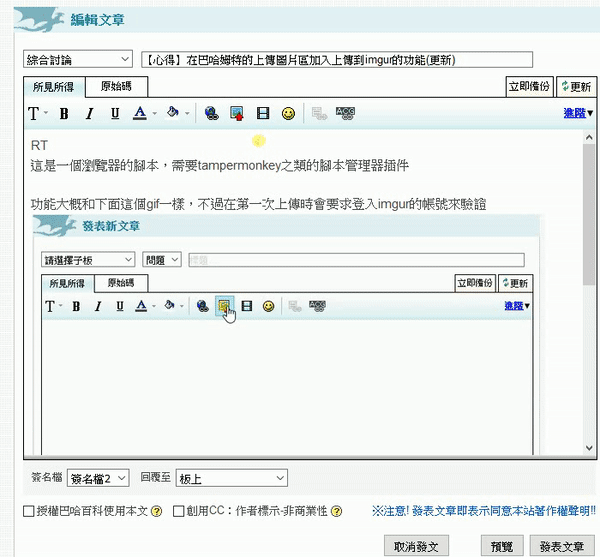 編輯文章
綜合討論 【心得】在巴哈姆特的上傳圖片區加入上傳到imgur的功能(更新)
所見所得 原始碼 立即備份 更新
T B I U A ACG 進階▼
RT
這是一個瀏覽器的腳本，需要tampermonkey之類的腳本管理器插件
功能大概和下面這個gif一樣，不過在第一次上傳時會要求登入imgur的帳號來驗證
發表新文章
請選擇子板 問題 標題
所見所得 原始碼 立即備份 更新
T B I U A ACG 進階▼
簽名檔 簽名檔2 回覆至 板上
授權巴哈百科使用本文 ? 創用CC：作者標示-非商業性 ? ※注意! 發表文章即表示同意本站著作權聲明!!
取消發文 預覽 發表文章